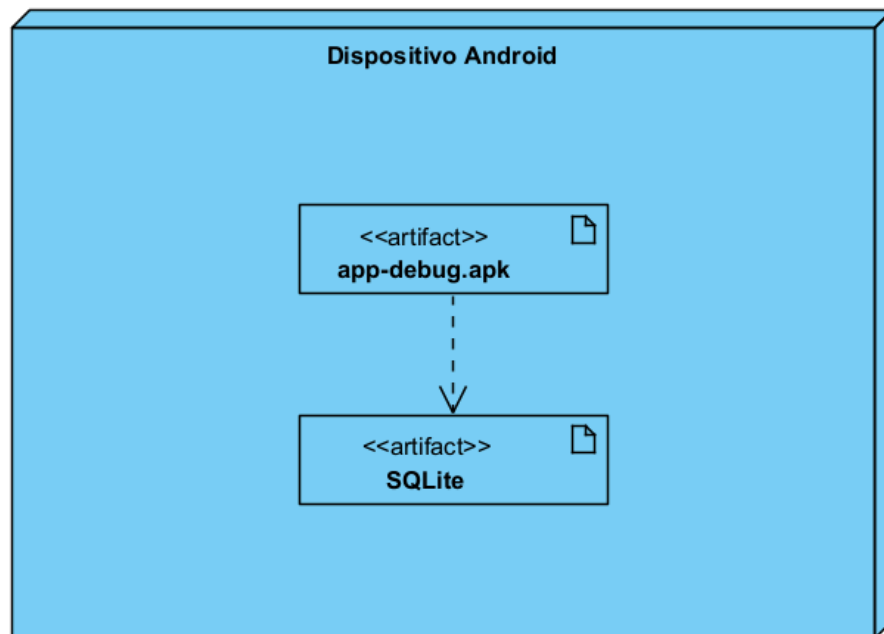 Dispositivo Android
<<artifact>>
app-debug.apk
<<artifact>>
SQLite